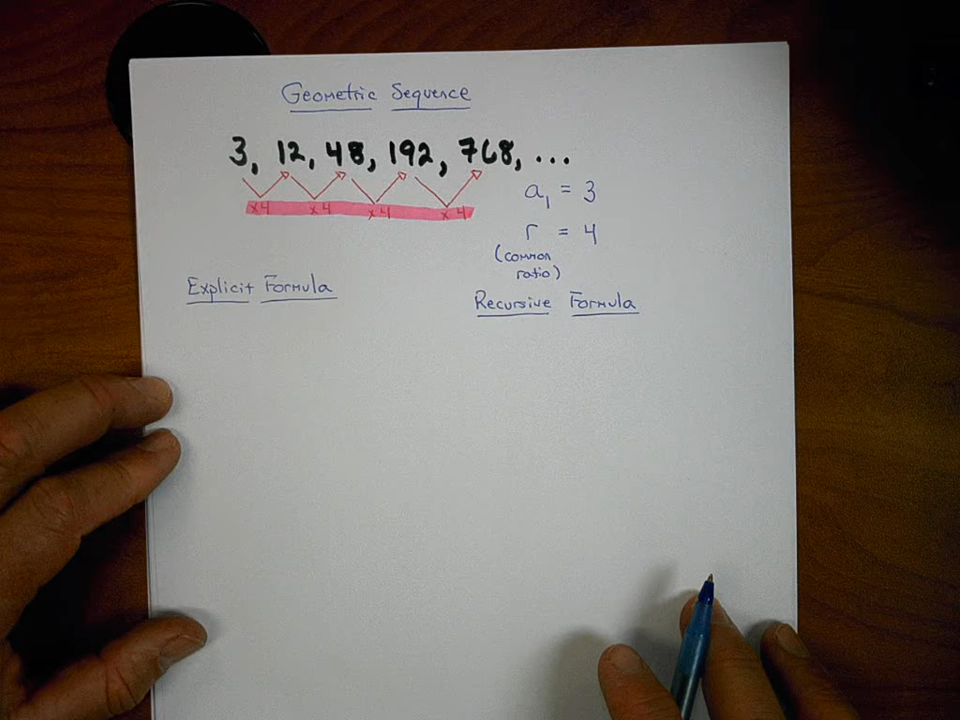 Geometric Sequence
3, 12, 48, 192, 768, ...
x4 x4 x4 x4
a₁ = 3
r = 4
(common
ratio)
Explicit Formula
Recursive Formula